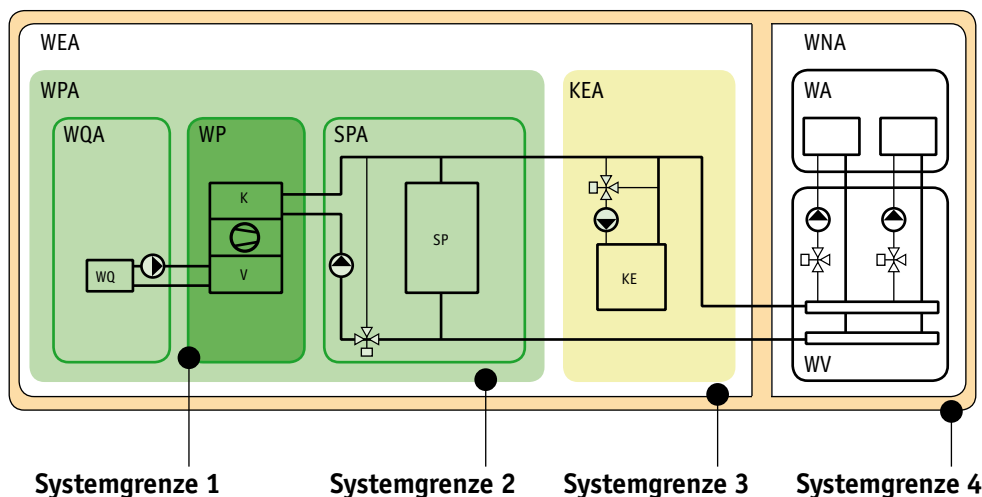 WEA
WNA
WPA
KEA
WA
WQA
WP
SPA
K
SP
WQ
V
KE
WV
Systemgrenze 1
Systemgrenze 2
Systemgrenze 3
Systemgrenze 4